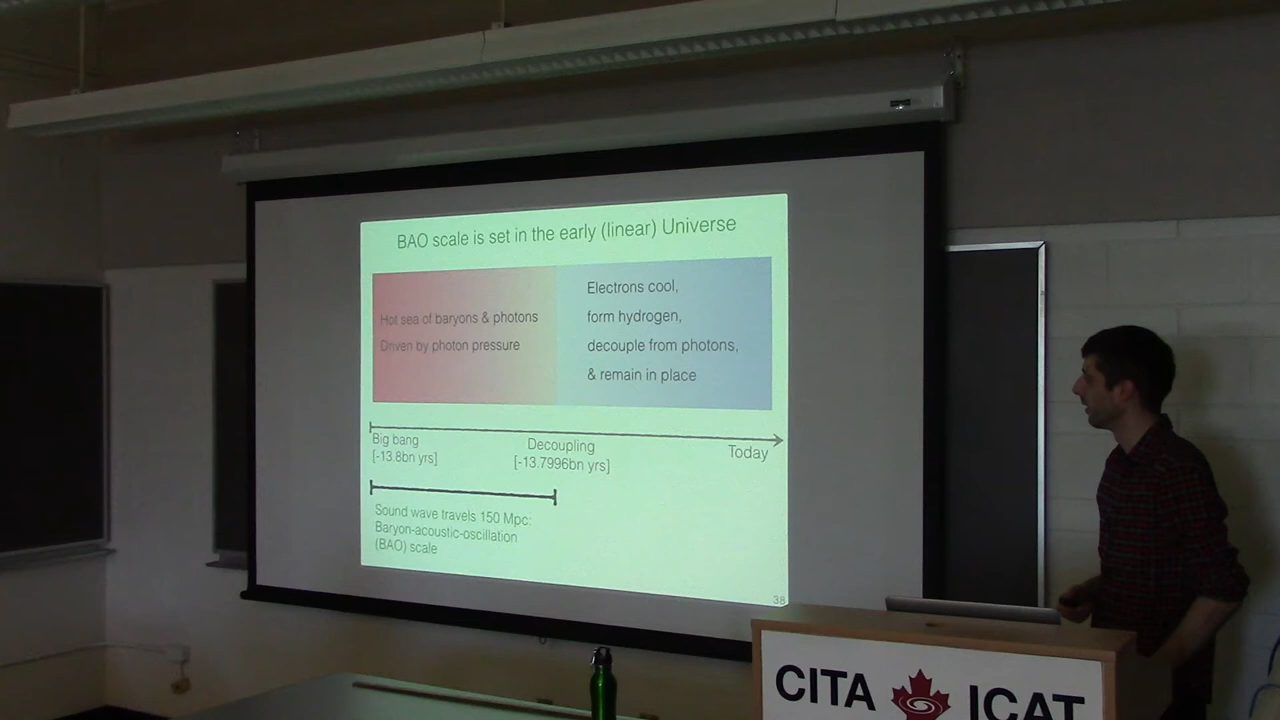 BAO scale is set in the early (linear) Universe
Hot sea of baryons & photons
Driven by photon pressure
Electrons cool,
form hydrogen,
decouple from photons,
& remain in place
Big bang
[-13.8bn yrs]
Decoupling
[-13.7996bn yrs]
Today
Sound wave travels 150 Mpc:
Baryon-acoustic-oscillation
(BAO) scale
38
CITA ICAT